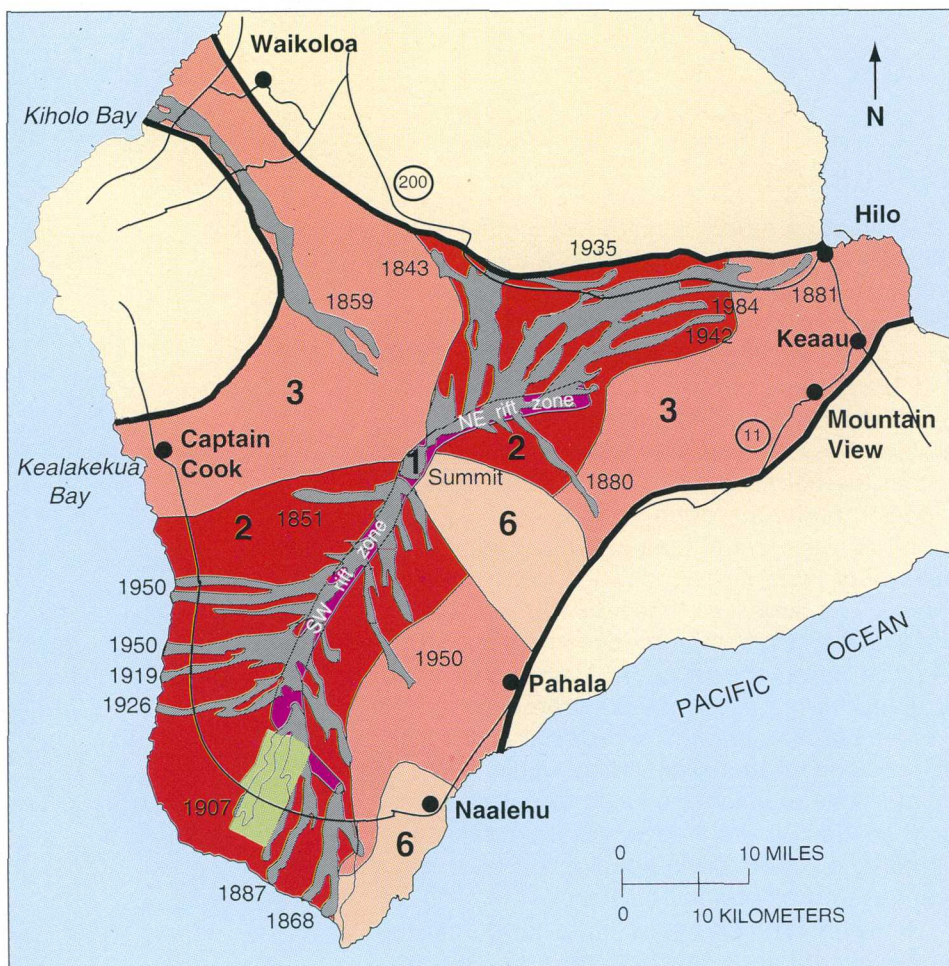 Waikoloa
Kiholo Bay
N
200
Hilo
1935
1843
1984
1881
1859
1942
Keaau
3
NE rift zone
3
Captain
Cook
2
11
Mountain
View
1
Summit
Kealakekua
Bay
1880
2
1851
6
SW rift zone
1950
1950
1950
1919
Pahala
1926
PACIFIC OCEAN
1907
Naalehu
6
0 10 MILES
0 10 KILOMETERS
1887
1868